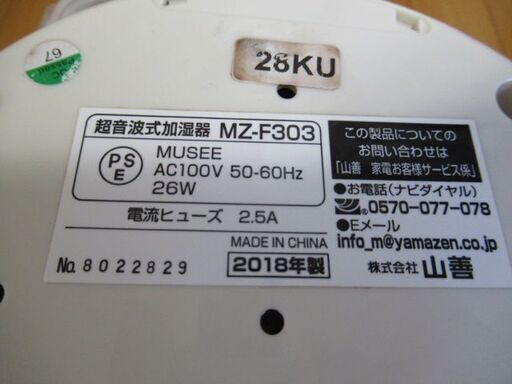 67
28KU
超音波式加湿器 MZ-F303
PS
E
MUSEE
AC100V 50-60Hz
26W
電流ヒューズ 2.5A
MADE IN CHINA
No. 8022829
2018年製
この製品についての
お問い合わせは
「山善 家電お客様サービス係」
●お電話(ナビダイヤル)
0570-077-078
●Eメール
info_m@yamazen.co.jp
株式会社 山善